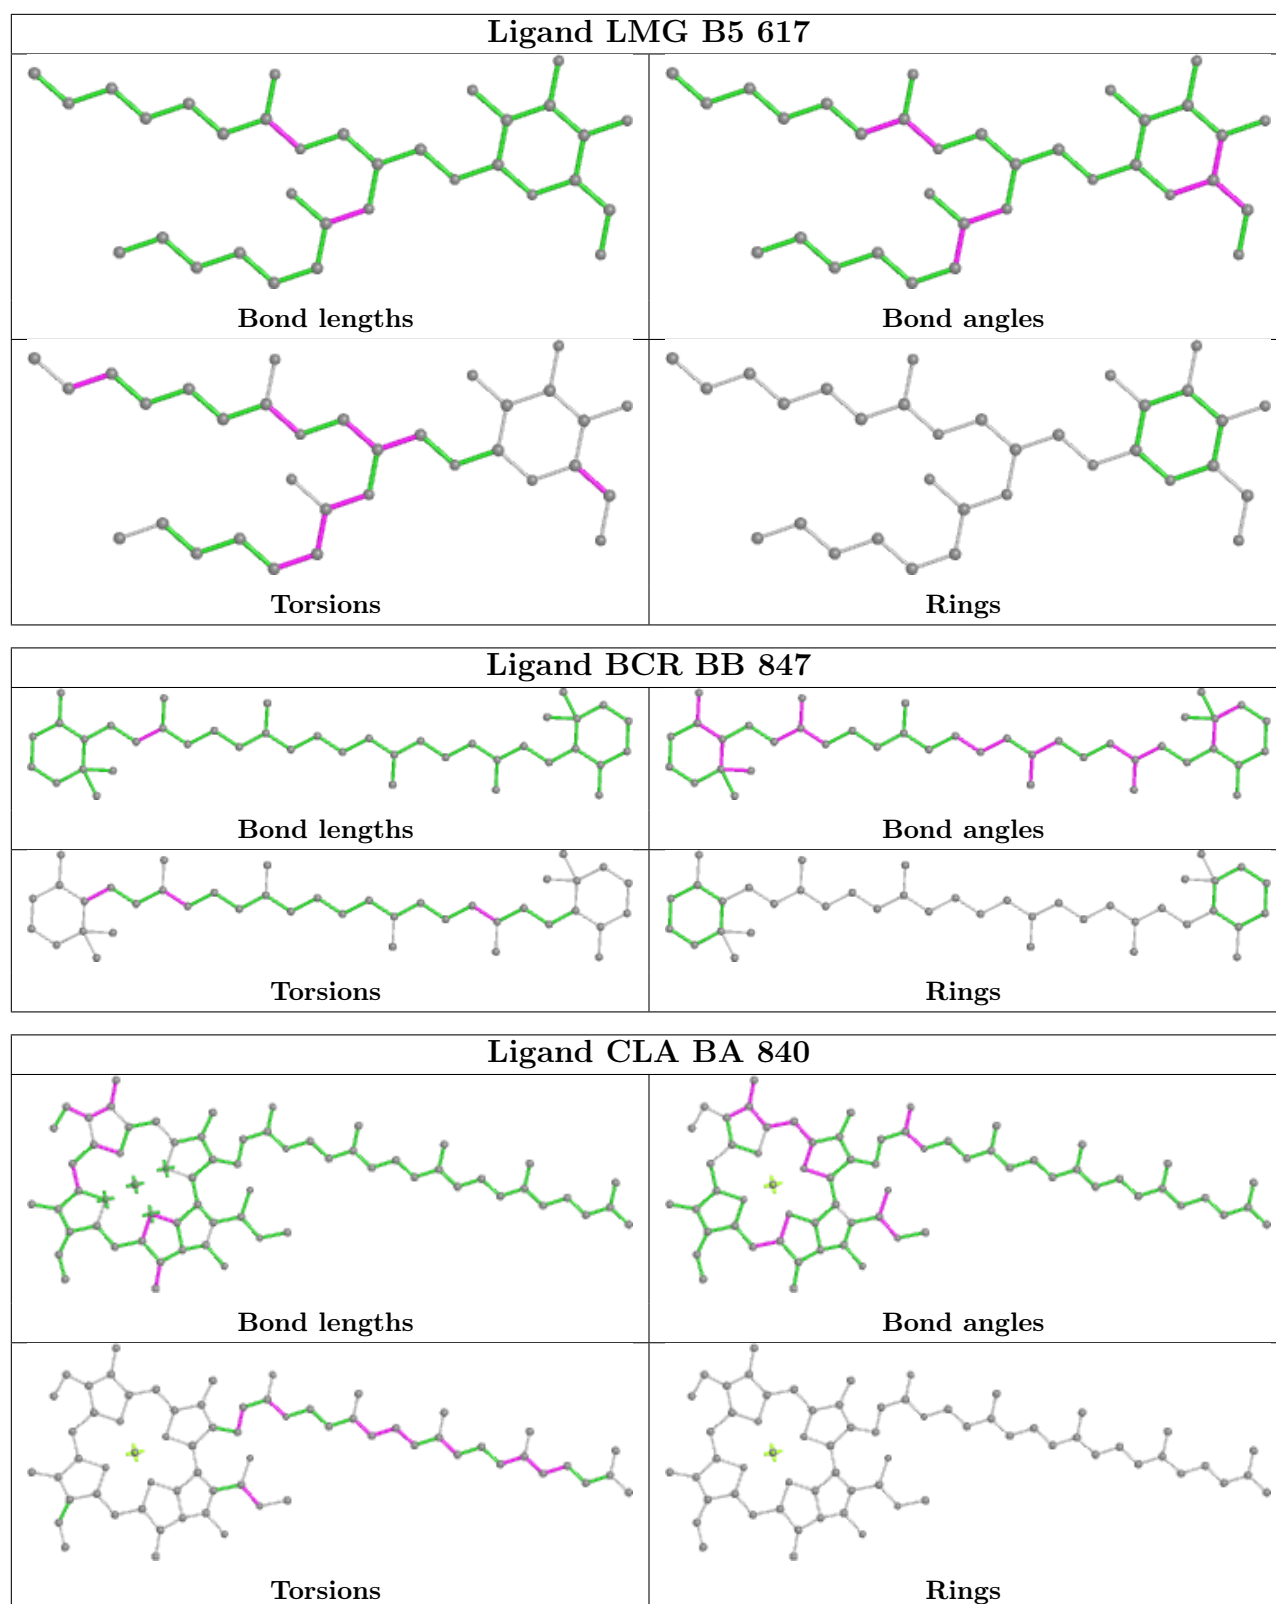 Ligand LMG B5 617
Bond lengths
Bond angles
Torsions
Rings
Ligand BCR BB 847
Bond lengths
Bond angles
Torsions
Rings
Ligand CLA BA 840
Bond lengths
Bond angles
Torsions
Rings